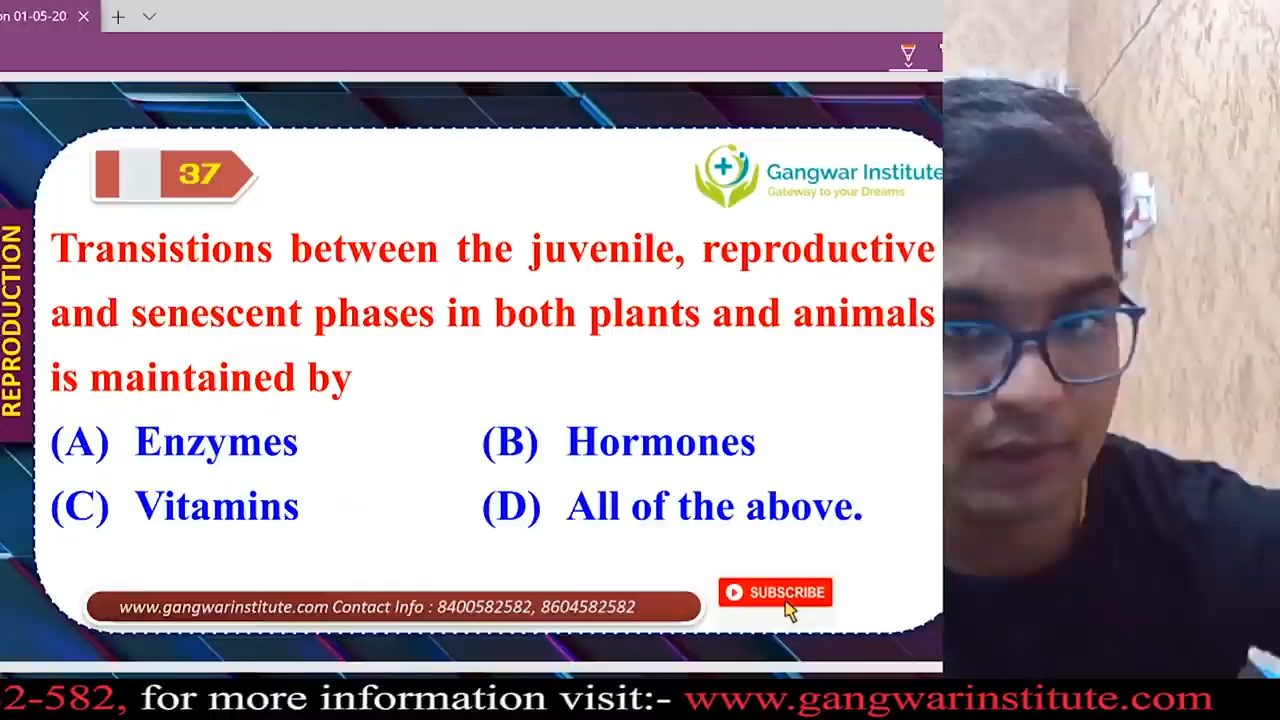 on 01-05-20
37
Gangwar Institute
Gateway to your Dreams
REPRODUCTION
Transistions between the juvenile, reproductive
and senescent phases in both plants and animals
is maintained by
(A) Enzymes (B) Hormones
(C) Vitamins (D) All of the above.
www.gangwarinstitute.com Contact Info : 8400582582, 8604582582
SUBSCRIBE
2-582, for more information visit:- www.gangwarinstitute.com